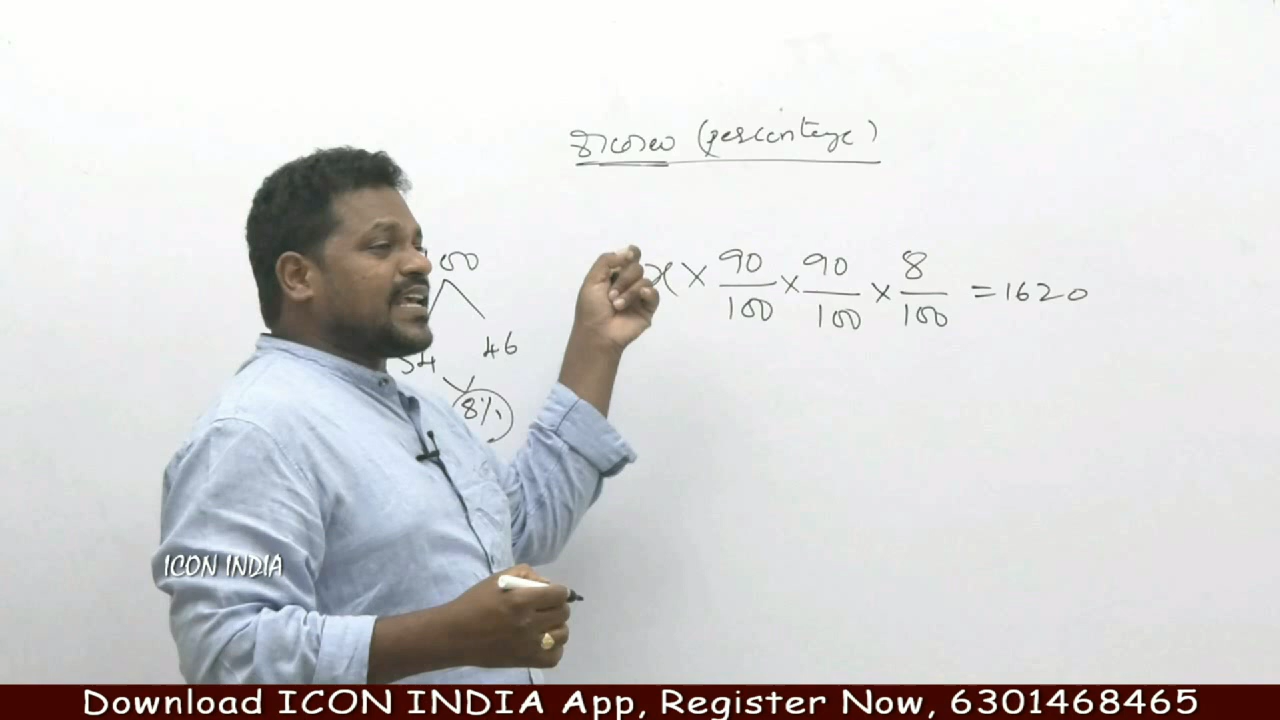 శాతాలు (percentage)
x × 90/100 × 90/100 × 8/100 = 1620
100
54 46
8%
ICON INDIA
Download ICON INDIA App, Register Now, 6301468465